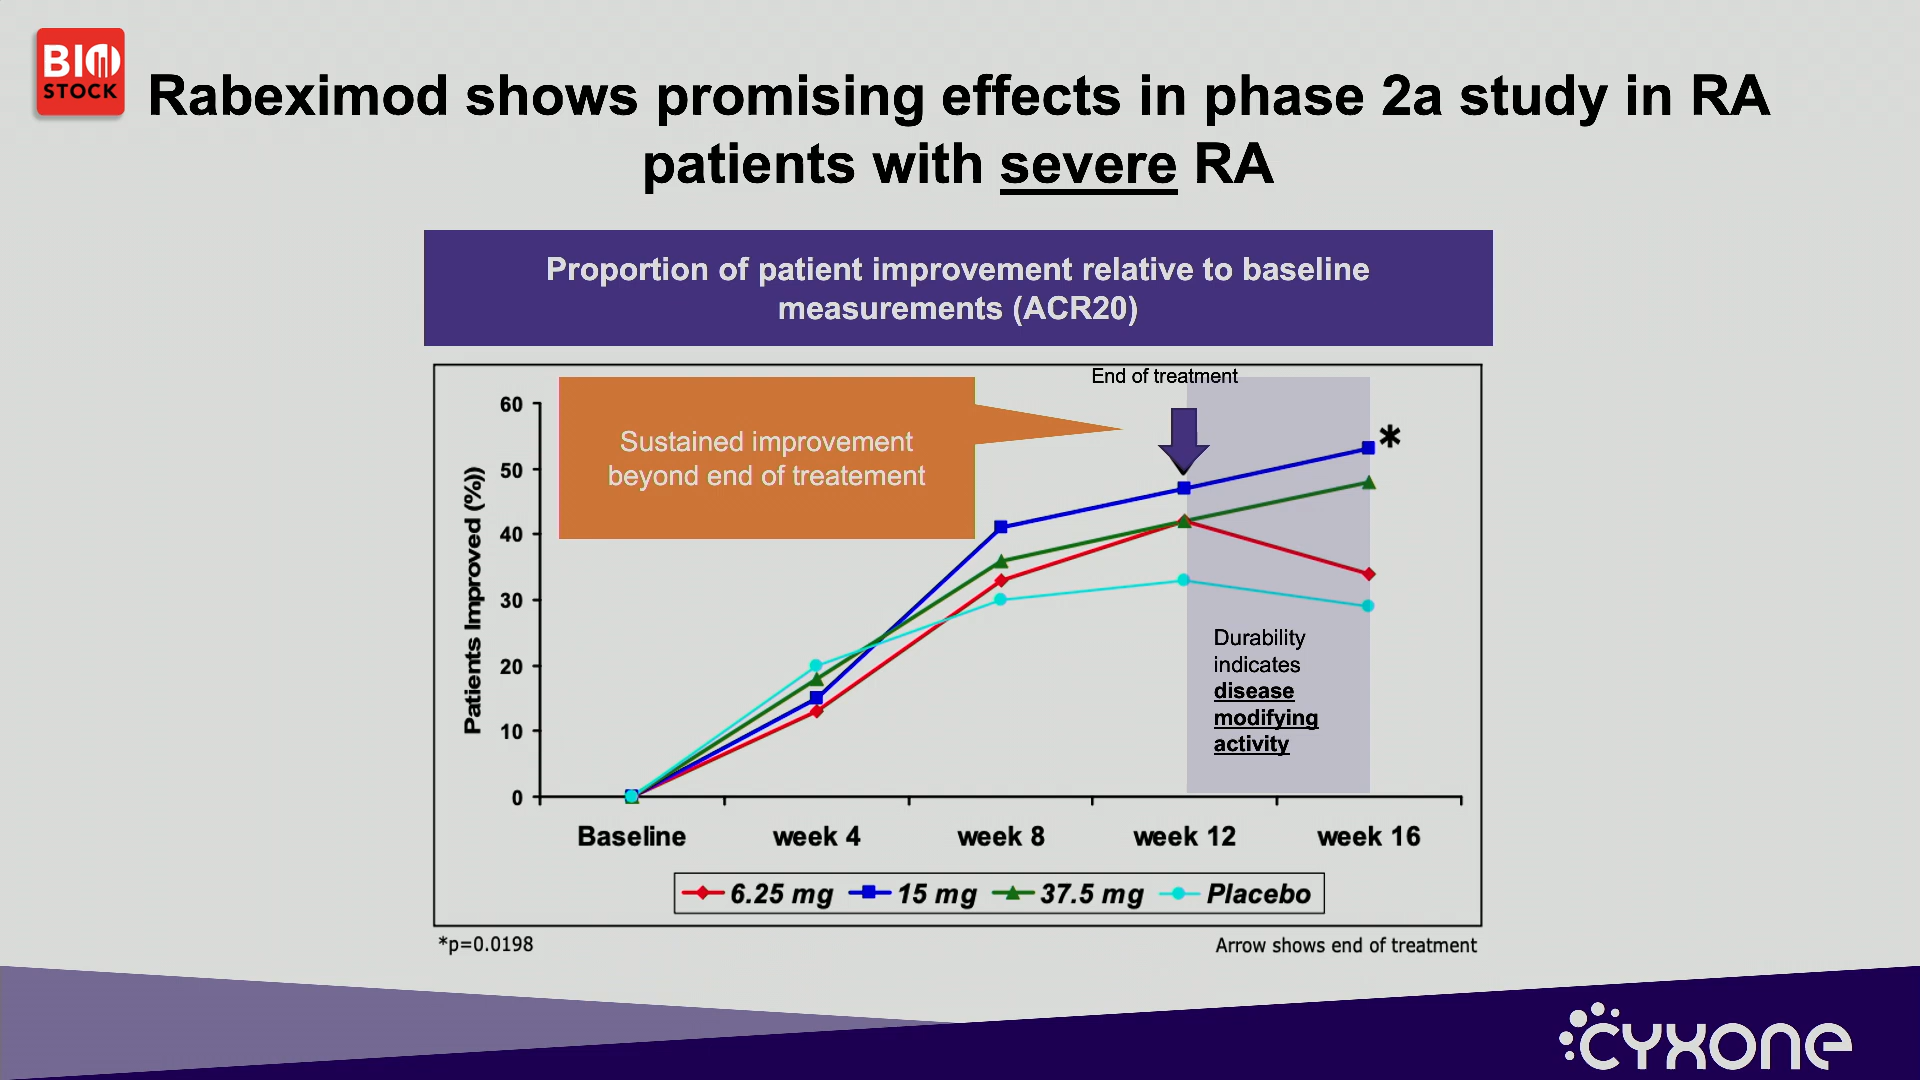 BIO
STOCK
Rabeximod shows promising effects in phase 2a study in RA
patients with severe RA
Proportion of patient improvement relative to baseline
measurements (ACR20)
End of treatment
Sustained improvement
beyond end of treatement
*
Patients Improved (%))
60
50
40
30
20
10
0
Durability
indicates
disease
modifying
activity
Baseline week 4 week 8 week 12 week 16
6.25 mg 15 mg 37.5 mg Placebo
*p=0.0198
Arrow shows end of treatment
cyxone